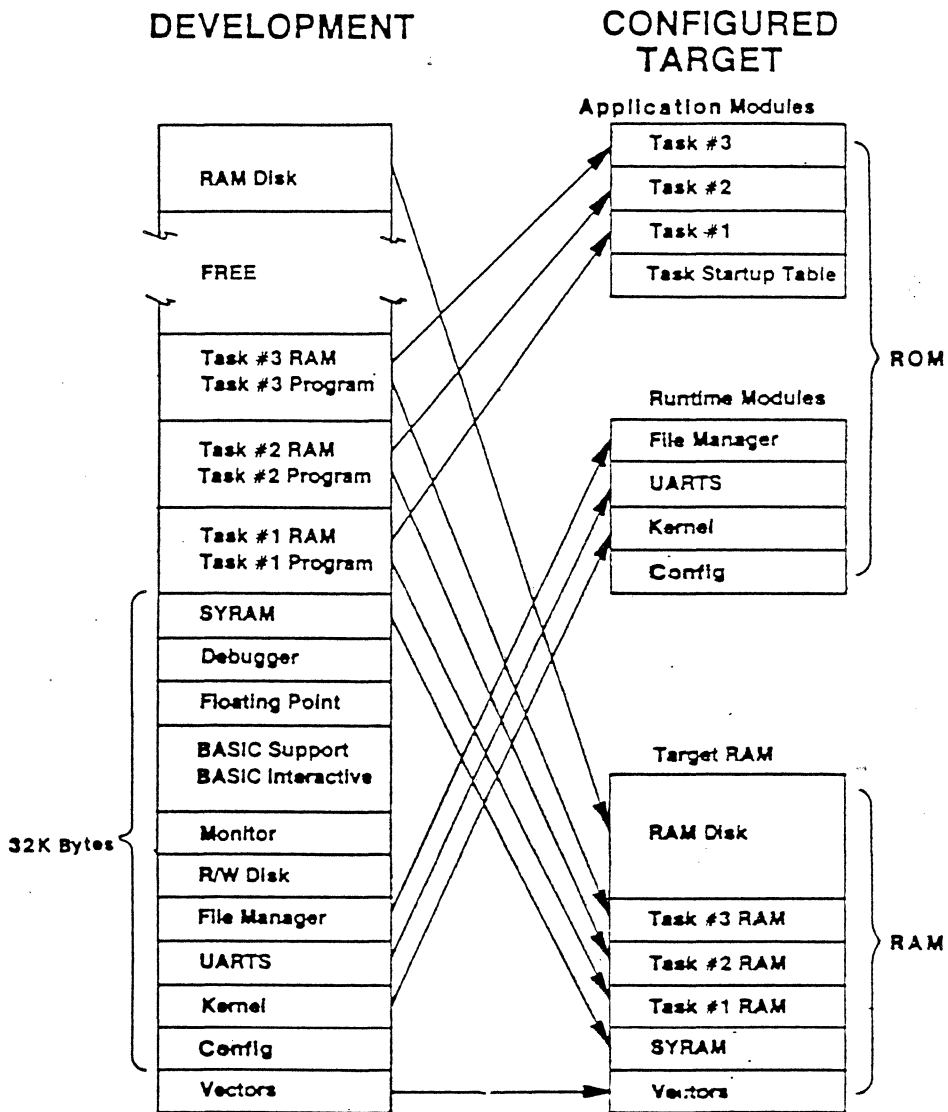 DEVELOPMENT
RAM Disk
FREE
Task #3 RAM
Task #3 Program
Task #2 RAM
Task #2 Program
Task #1 RAM
Task #1 Program
SYRAM
Debugger
Floating Point
BASIC Support
BASIC Interactive
Monitor
R/W Disk
File Manager
UARTS
Kernel
Config
Vectors
32K Bytes
CONFIGURED
TARGET
Application Modules
Task #3
Task #2
Task #1
Task Startup Table
Runtime Modules
File Manager
UARTS
Kernel
Config
ROM
Target RAM
RAM Disk
Task #3 RAM
Task #2 RAM
Task #1 RAM
SYRAM
Vectors
RAM